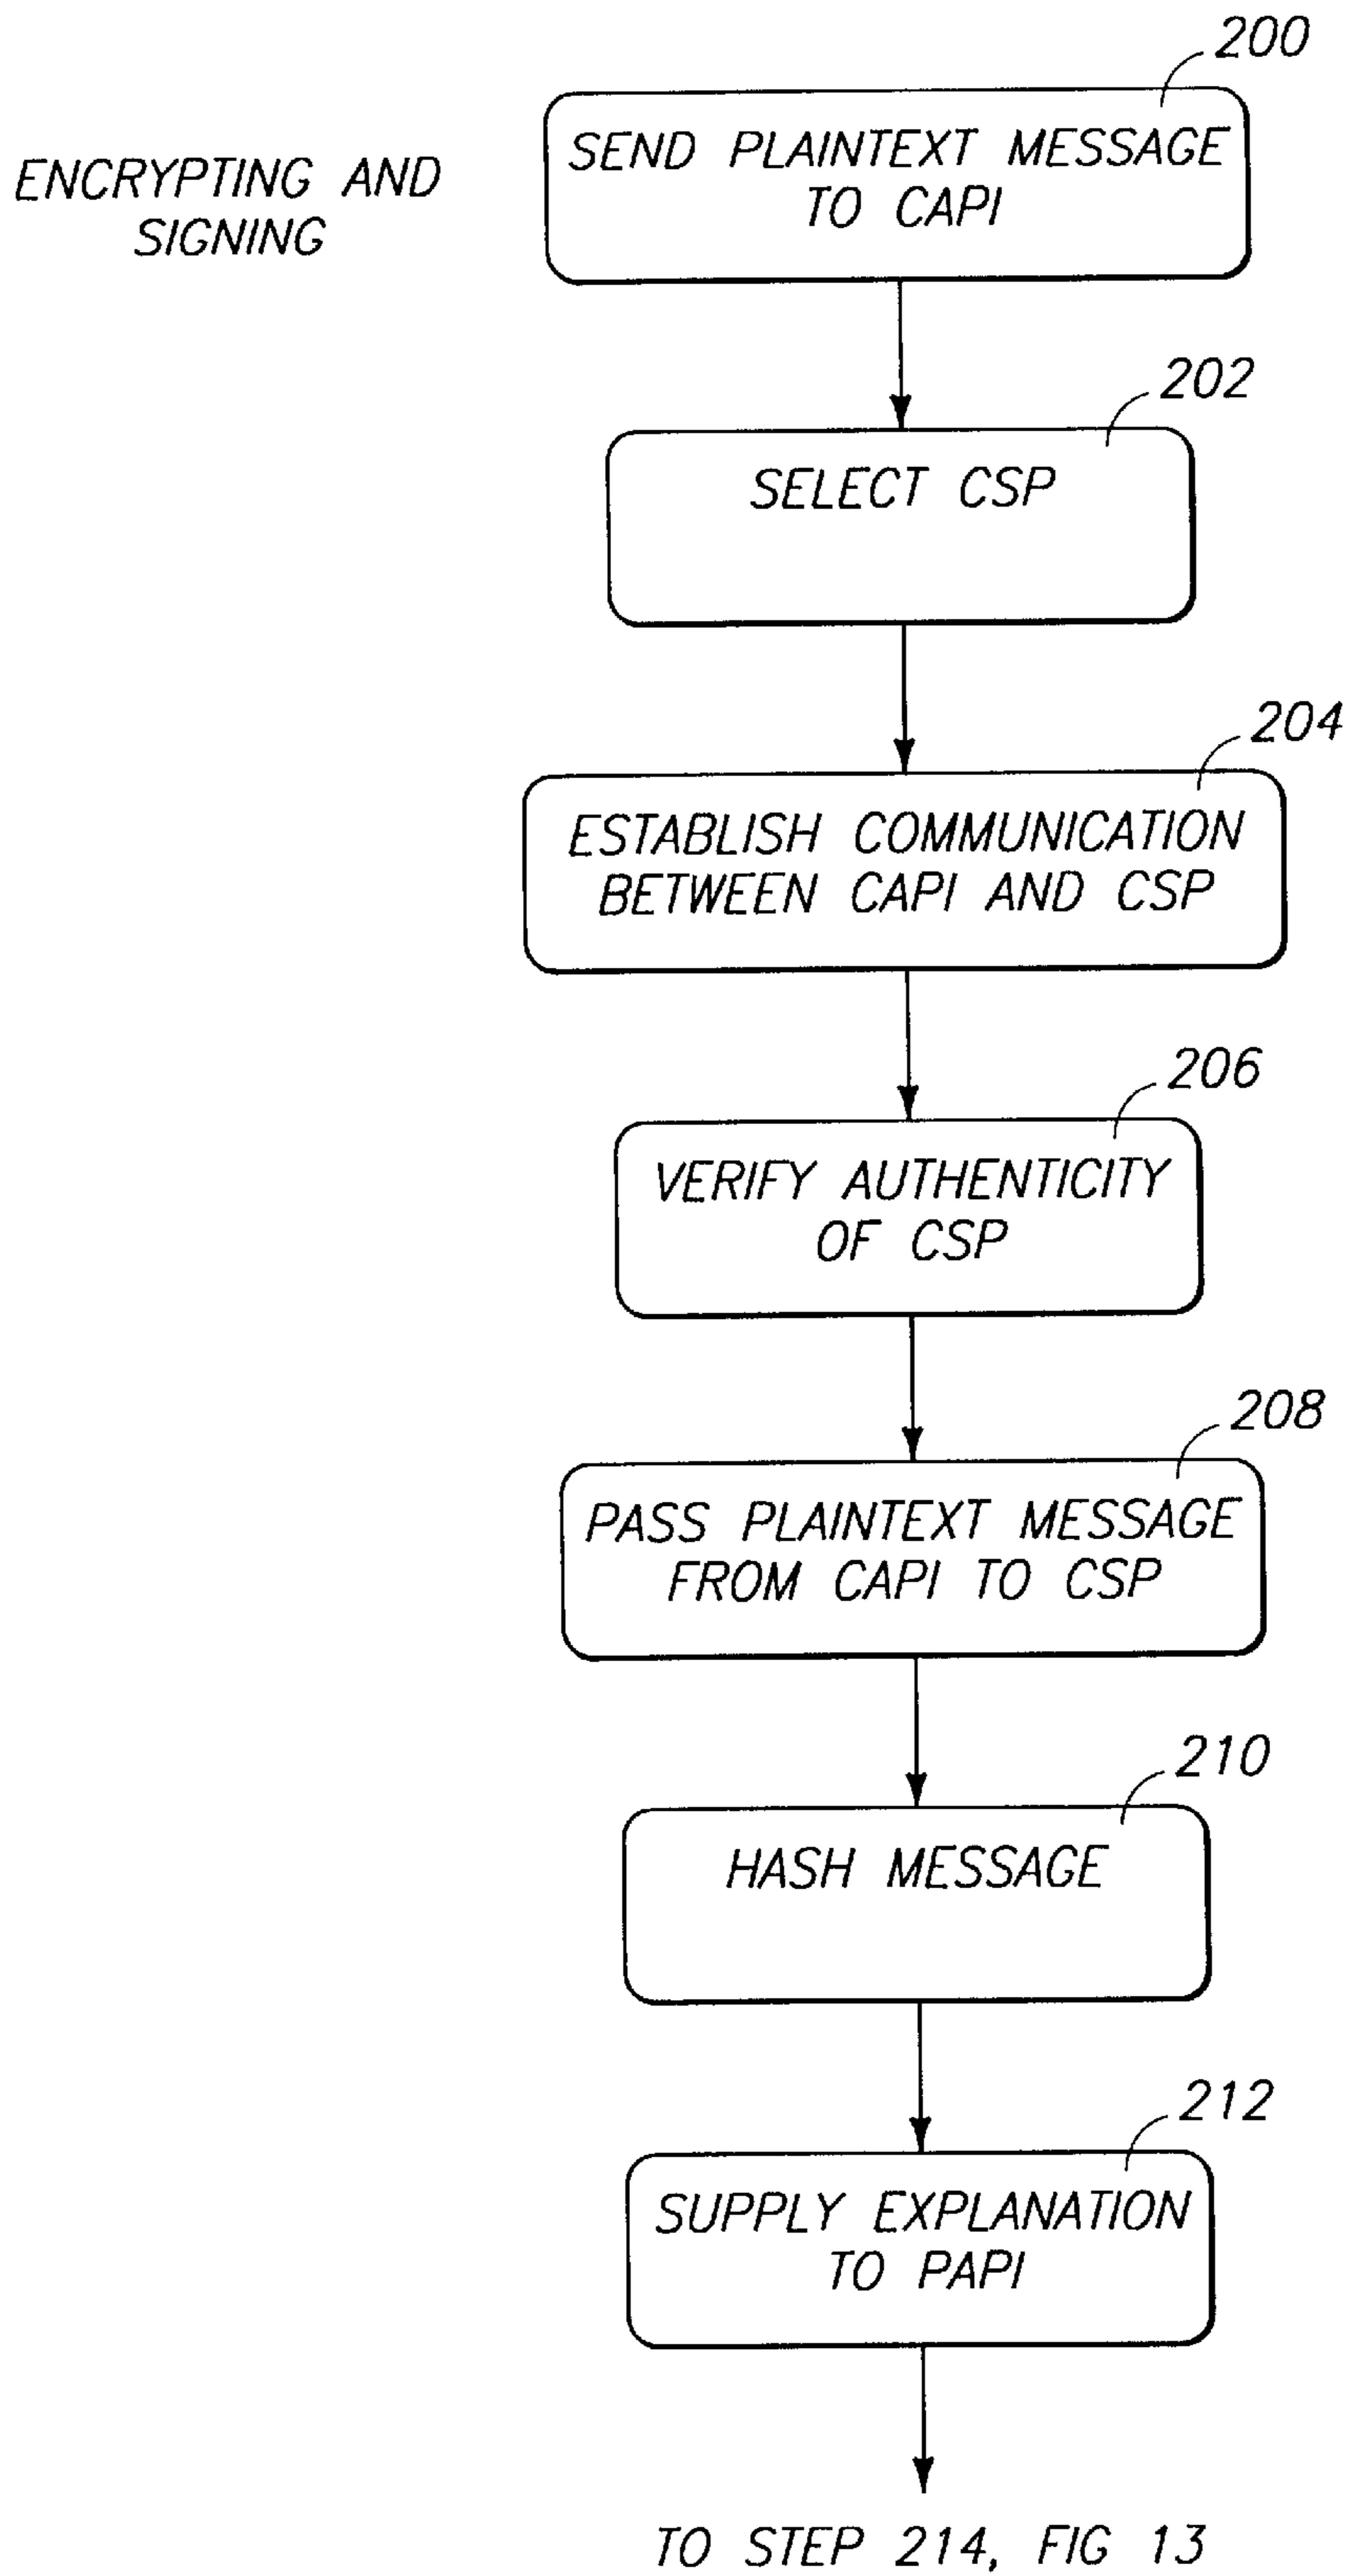 200
SEND PLAINTEXT MESSAGE
TO CAPI
ENCRYPTING AND
SIGNING
202
SELECT CSP
204
ESTABLISH COMMUNICATION
BETWEEN CAPI AND CSP
206
VERIFY AUTHENTICITY
OF CSP
208
PASS PLAINTEXT MESSAGE
FROM CAPI TO CSP
210
HASH MESSAGE
212
SUPPLY EXPLANATION
TO PAPI
TO STEP 214, FIG 13